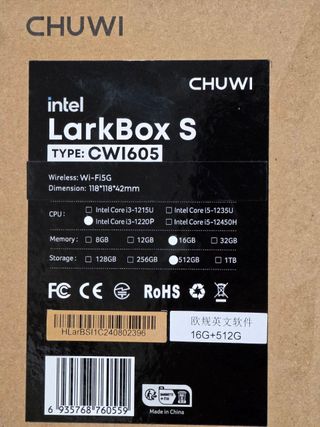 CHUWI
CHUWI
intel
LarkBox S
TYPE: CWI605
Wireless: Wi-Fi5G
Dimension: 118*118*42mm
CPU: Intel Core i3-1215U Intel Core i5-1235U
Intel Core i3-1220P Intel Core i5-12450H
Memory: 8GB 12GB 16GB 32GB
Storage: 128GB 256GB 512GB 1TB
FC CE RoHS
HLarBSI1C240802396
欧规英文软件
16G+512G
6 935768 760559
Made in China